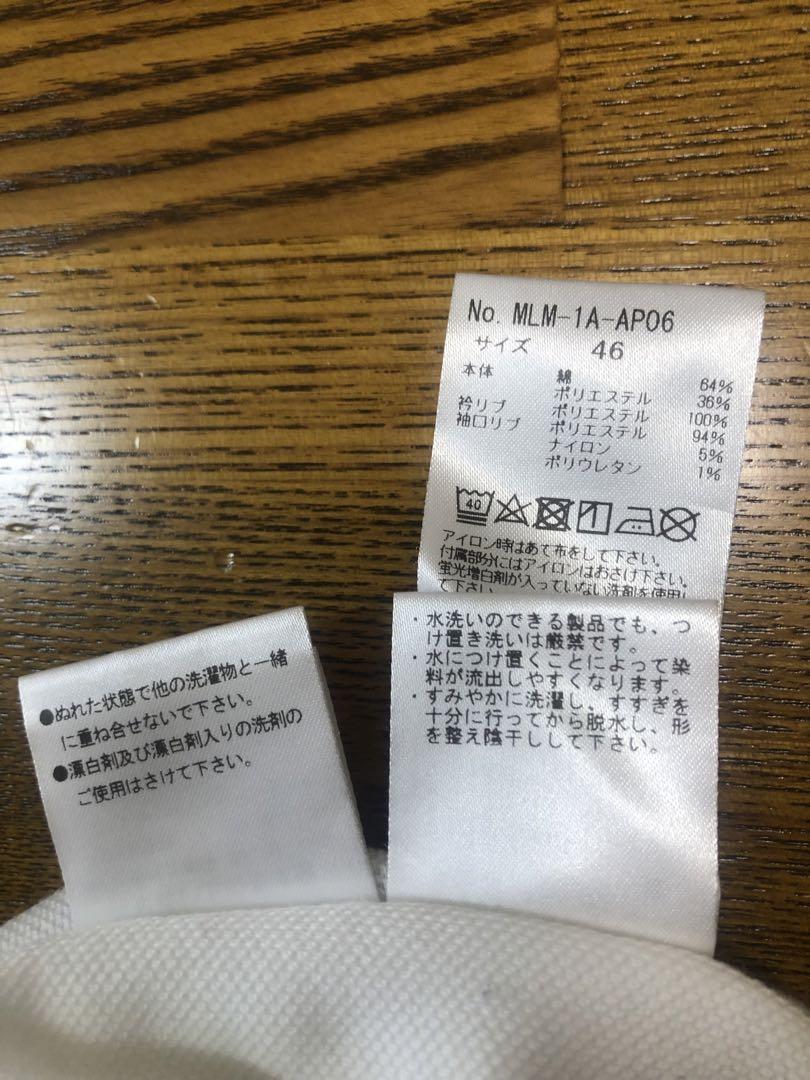 No. MLM-1A-AP06
サイズ 46
本体 綿 64%
ポリエステル 36%
衿リブ ポリエステル 100%
袖口リブ ポリエステル 94%
ナイロン 5%
ポリウレタン 1%
40
アイロン時はあて布をして下さい。
付属部分にはアイロンはおさけ下さい。
蛍光増白剤が入っていない洗剤を使用し
て下さい。
・水洗いのできる製品でも、つ
け置き洗いは厳禁です。
・水につけ置くことによって染
料が流出しやすくなります。
・すみやかに洗濯し、すすぎを
十分に行ってから脱水し、形
を整え陰干しして下さい。
●ぬれた状態で他の洗濯物と一緒
に重ね合せないで下さい。
●漂白剤及び漂白剤入りの洗剤の
ご使用はさけて下さい。